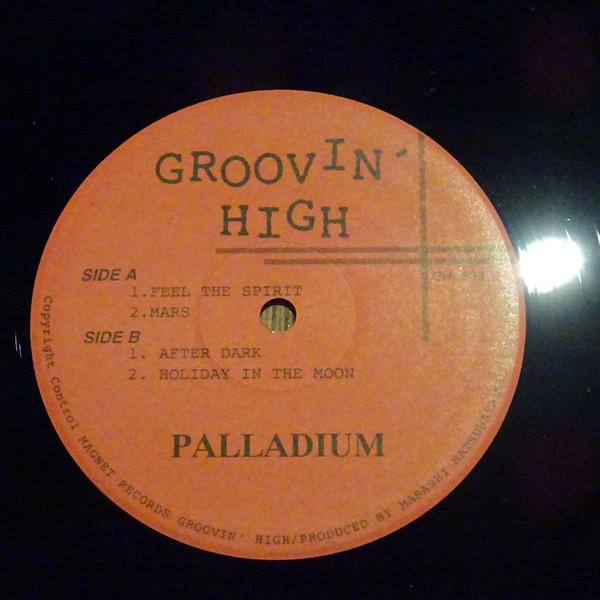 GROOVIN'
HIGH
SIDE A
1.FEEL THE SPIRIT
2.MARS
SIDE B
1. AFTER DARK
2. HOLIDAY IN THE MOON
PALLADIUM
Copyright Control MAGNET RECORDS GROOVIN' HIGH/PRODUCED BY MASASHI